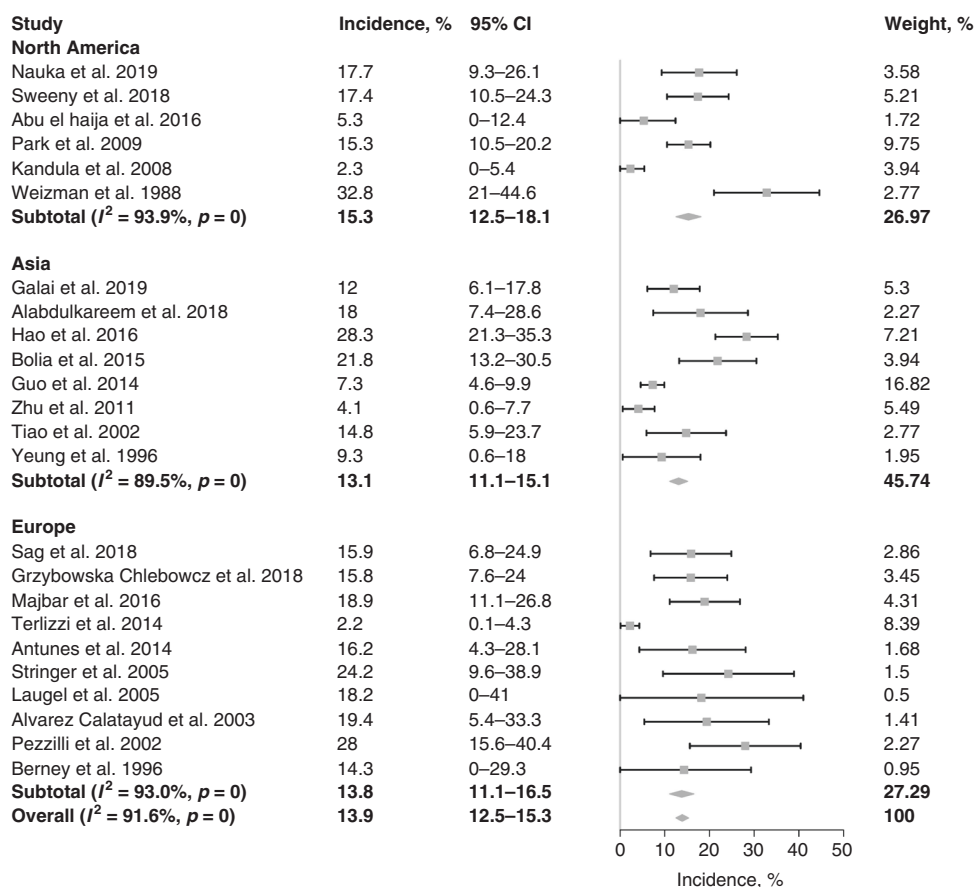 Study Incidence, % 95% CI Weight, %
North America
Nauka et al. 2019 17.7 9.3–26.1 3.58
Sweeny et al. 2018 17.4 10.5–24.3 5.21
Abu el haija et al. 2016 5.3 0–12.4 1.72
Park et al. 2009 15.3 10.5–20.2 9.75
Kandula et al. 2008 2.3 0–5.4 3.94
Weizman et al. 1988 32.8 21–44.6 2.77
Subtotal (I² = 93.9%, p = 0) 15.3 12.5–18.1 26.97
Asia
Galai et al. 2019 12 6.1–17.8 5.3
Alabdulkareem et al. 2018 18 7.4–28.6 2.27
Hao et al. 2016 28.3 21.3–35.3 7.21
Bolia et al. 2015 21.8 13.2–30.5 3.94
Guo et al. 2014 7.3 4.6–9.9 16.82
Zhu et al. 2011 4.1 0.6–7.7 5.49
Tiao et al. 2002 14.8 5.9–23.7 2.77
Yeung et al. 1996 9.3 0.6–18 1.95
Subtotal (I² = 89.5%, p = 0) 13.1 11.1–15.1 45.74
Europe
Sag et al. 2018 15.9 6.8–24.9 2.86
Grzybowska Chlebowcz et al. 2018 15.8 7.6–24 3.45
Majbar et al. 2016 18.9 11.1–26.8 4.31
Terlizzi et al. 2014 2.2 0.1–4.3 8.39
Antunes et al. 2014 16.2 4.3–28.1 1.68
Stringer et al. 2005 24.2 9.6–38.9 1.5
Laugel et al. 2005 18.2 0–41 0.5
Alvarez Calatayud et al. 2003 19.4 5.4–33.3 1.41
Pezzilli et al. 2002 28 15.6–40.4 2.27
Berney et al. 1996 14.3 0–29.3 0.95
Subtotal (I² = 93.0%, p = 0) 13.8 11.1–16.5 27.29
Overall (I² = 91.6%, p = 0) 13.9 12.5–15.3 100
0 10 20 30 40 50
Incidence, %